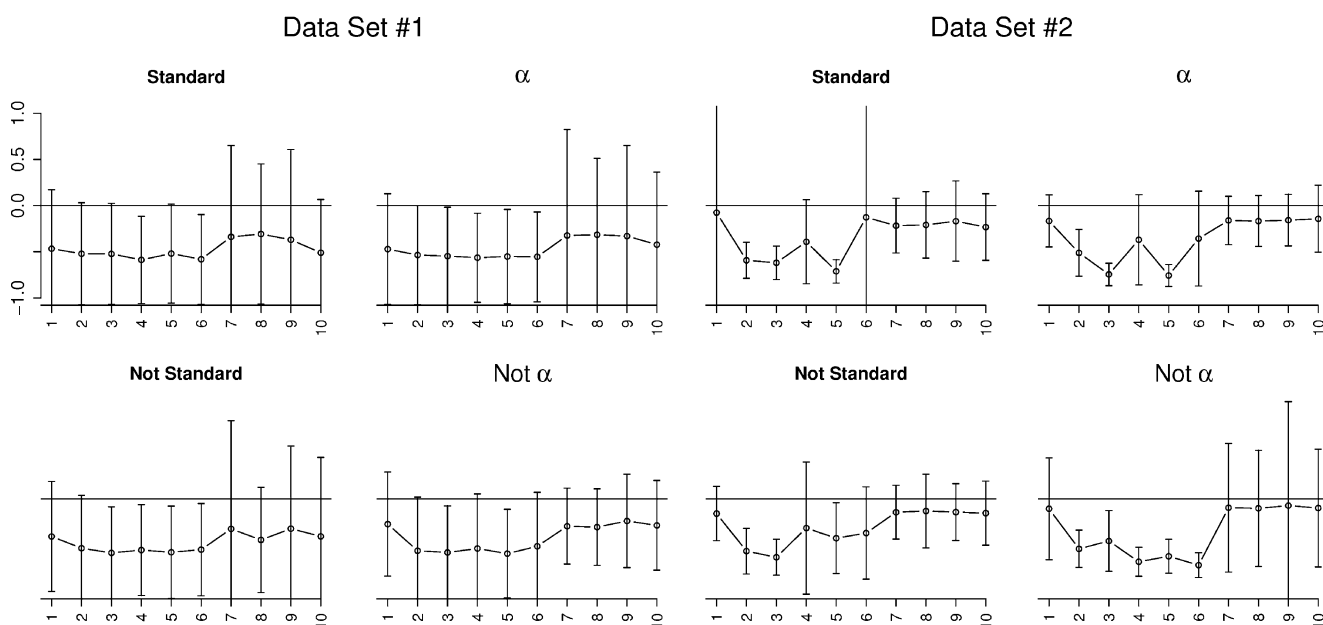 Data Set #1 Data Set #2
Standard α Standard α
1.0
0.5
0.0
−1.0
1 2 3 4 5 6 7 8 9 10 1 2 3 4 5 6 7 8 9 10 1 2 3 4 5 6 7 8 9 10 1 2 3 4 5 6 7 8 9 10
Not Standard Not α Not Standard Not α
1 2 3 4 5 6 7 8 9 10 1 2 3 4 5 6 7 8 9 10 1 2 3 4 5 6 7 8 9 10 1 2 3 4 5 6 7 8 9 10